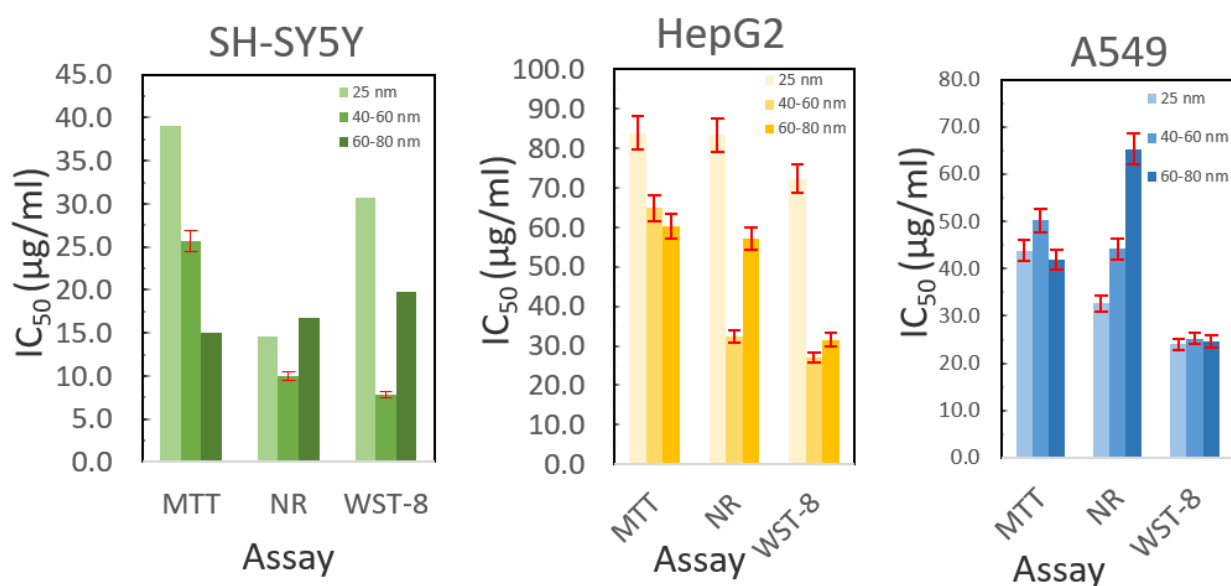 SH-SY5Y
45.0
40.0
35.0
30.0
25.0
20.0
15.0
10.0
5.0
0.0
IC50 (µg/ml)
25 nm
40-60 nm
60-80 nm
MTT NR WST-8
Assay
HepG2
100.0
90.0
80.0
70.0
60.0
50.0
40.0
30.0
20.0
10.0
0.0
IC50 (µg/ml)
25 nm
40-60 nm
60-80 nm
MTT NR WST-8
Assay
A549
80.0
70.0
60.0
50.0
40.0
30.0
20.0
10.0
0.0
IC50 (µg/ml)
25 nm
40-60 nm
60-80 nm
MTT NR WST-8
Assay